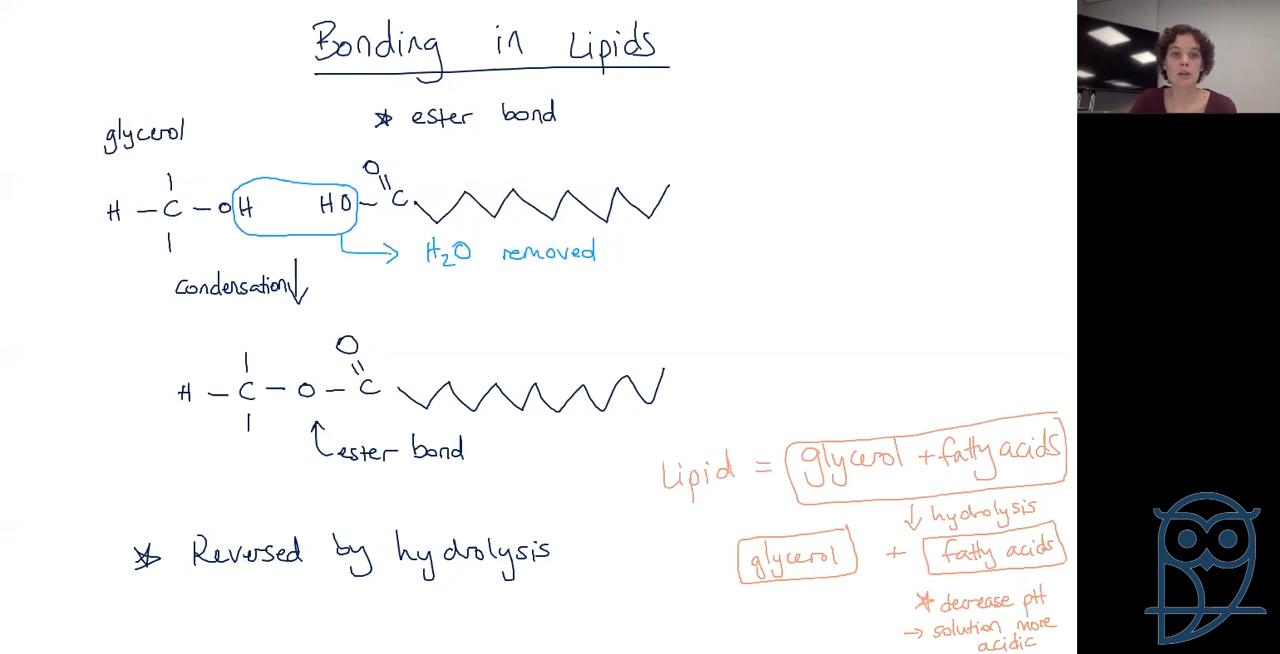 Bonding in Lipids
* ester bond
glycerol
O
H - C - OH HO - C
H₂O removed
condensation
O
H - C - O - C
ester bond
* Reversed by hydrolysis
Lipid = glycerol + fatty acids
↓ hydrolysis
glycerol + fatty acids
* decrease pH
→ solution more
acidic